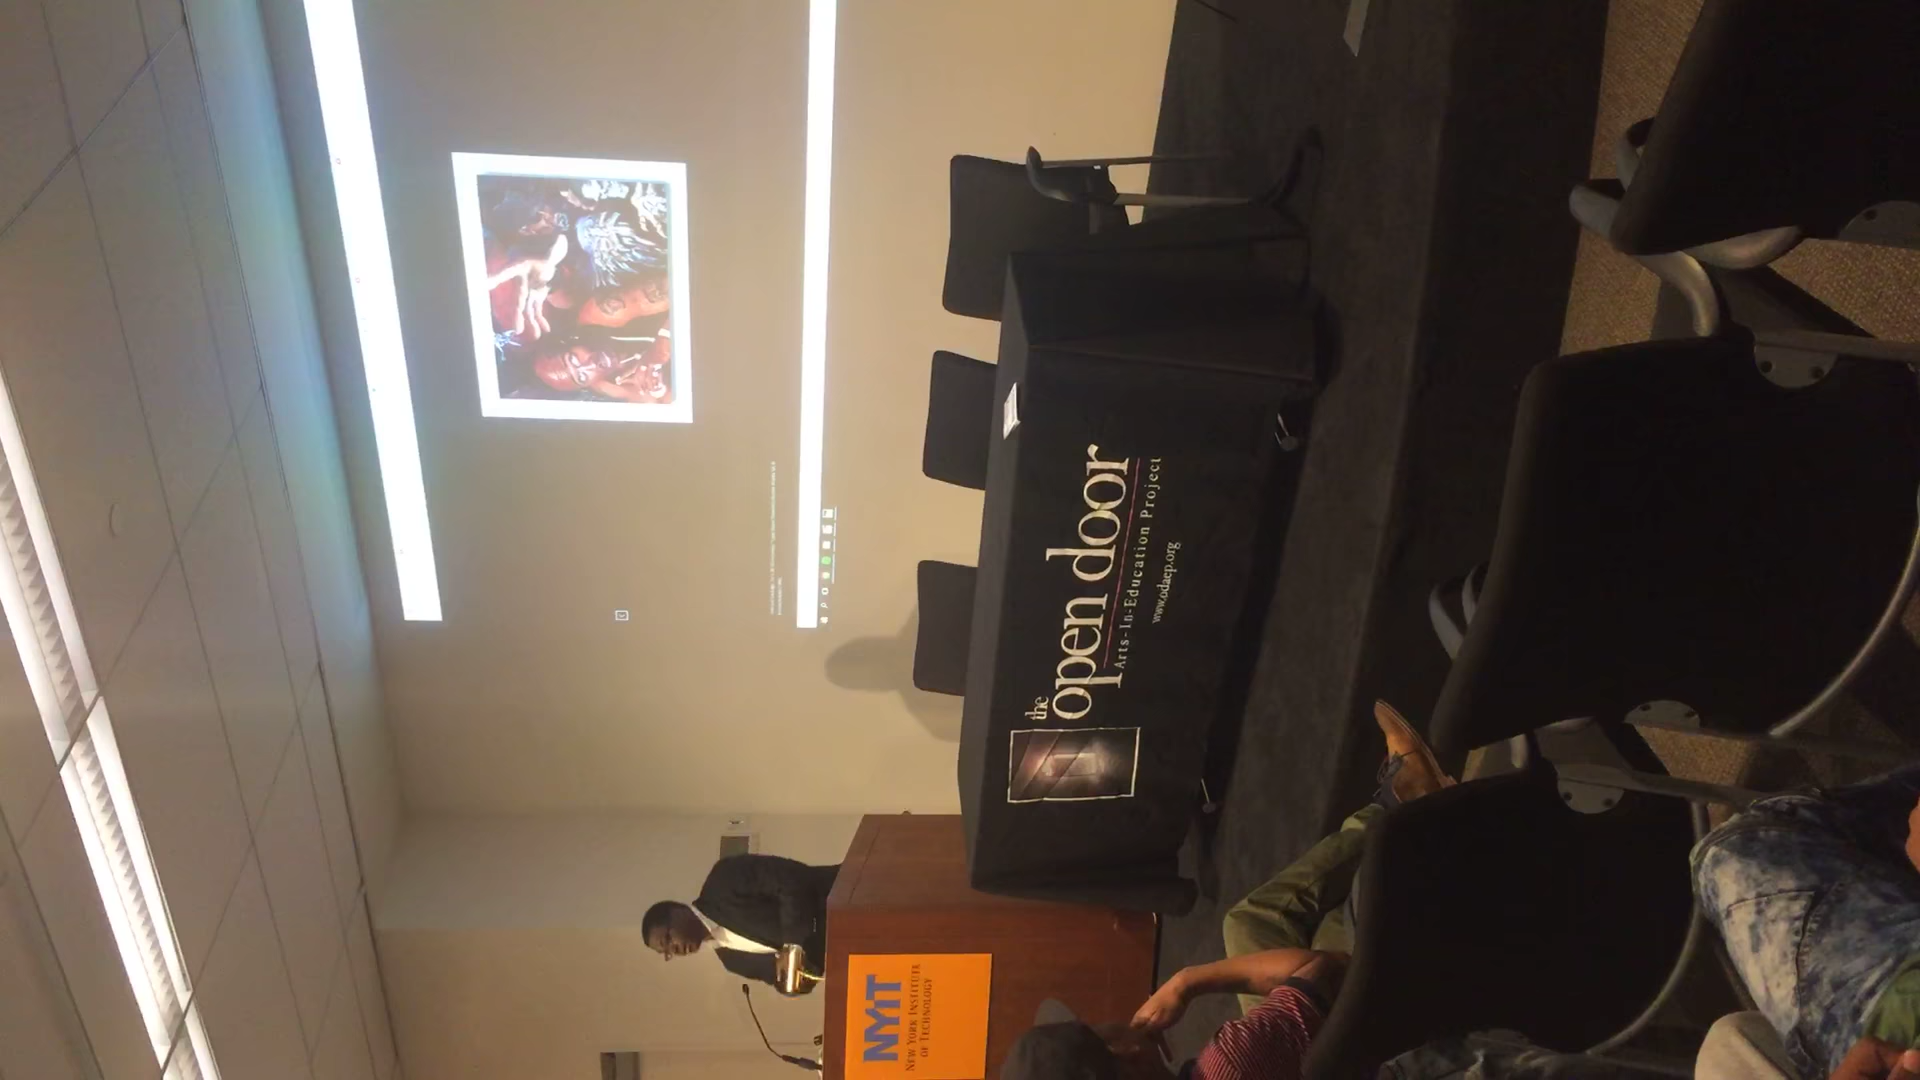 the
open door
Arts-In-Education Project
www.odaep.org
NYIT
NEW YORK INSTITUTE
OF TECHNOLOGY